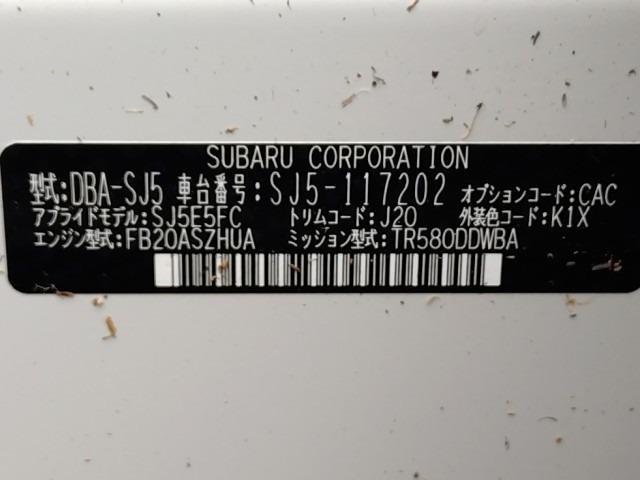 SUBARU CORPORATION
型式:DBA-SJ5 車台番号:SJ5-117202 オプションコード:CAC
アプライドモデル:SJ5E5FC トリムコード:J20 外装色コード:K1X
エンジン型式:FB20ASZHUA ミッション型式:TR580DDWBA